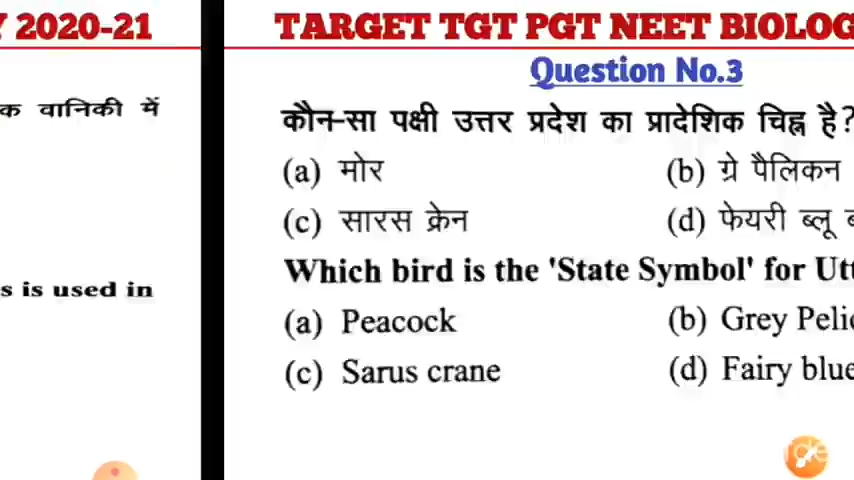 Y 2020-21
क वानिकी में
s is used in
TARGET TGT PGT NEET BIOLOG
Question No.3
कौन-सा पक्षी उत्तर प्रदेश का प्रादेशिक चिह्न है?
(a) मोर
(b) ग्रे पैलिकन
(c) सारस क्रेन
(d) फेयरी ब्लू
Which bird is the 'State Symbol' for Utt
(a) Peacock
(b) Grey Pelic
(c) Sarus crane
(d) Fairy blue